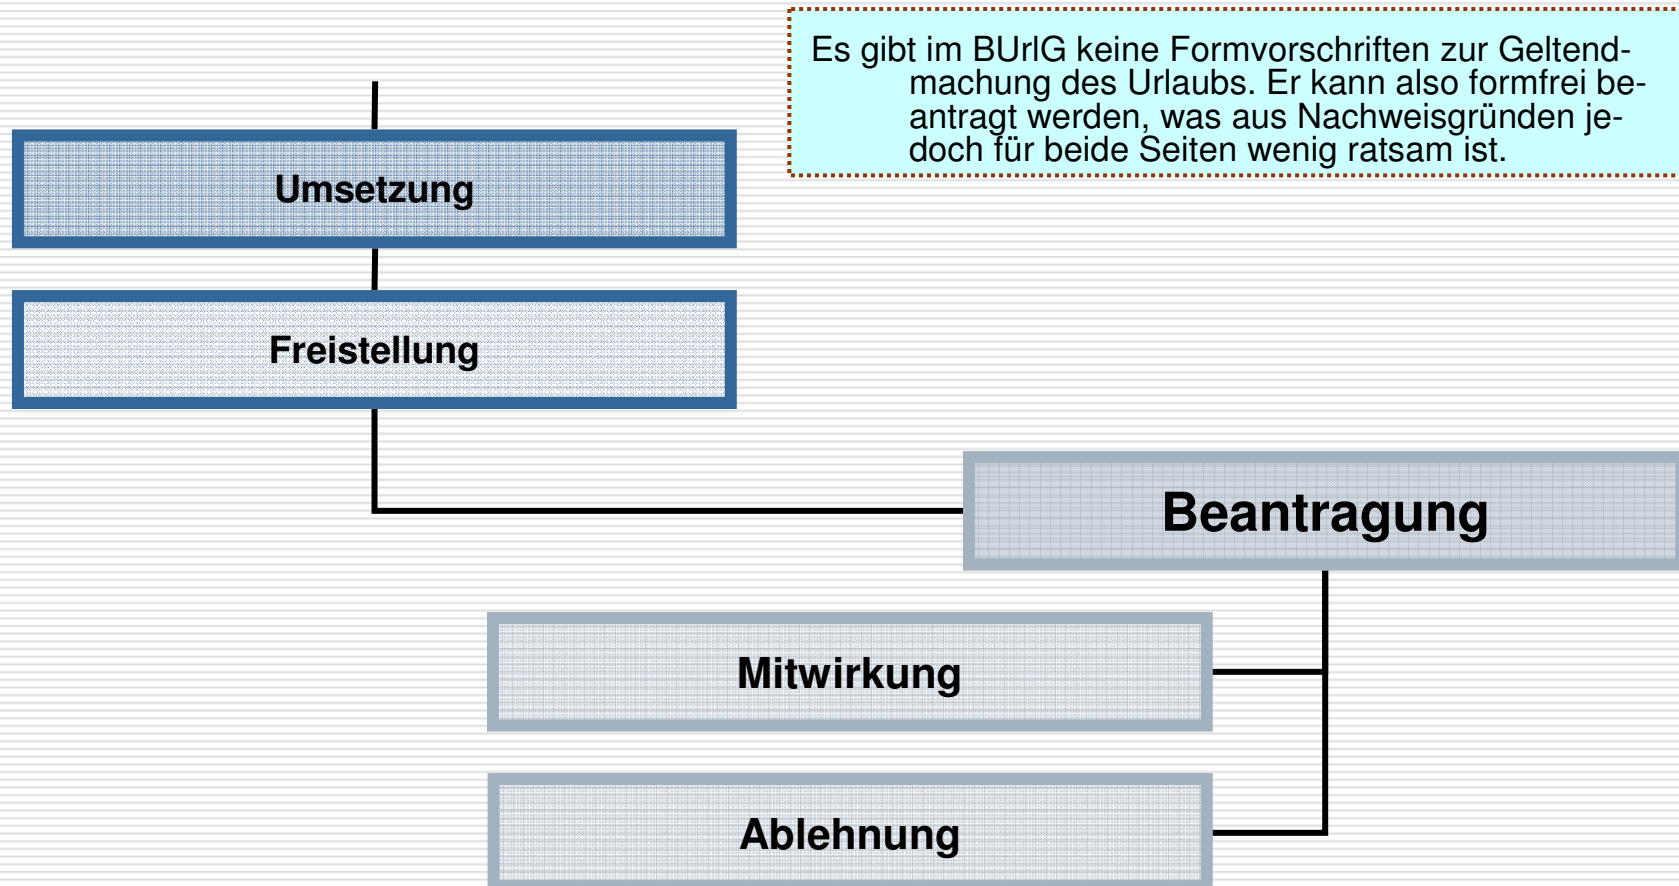 Es gibt im BUrlG keine Formvorschriften zur Geltend-
machung des Urlaubs. Er kann also formfrei be-
antragt werden, was aus Nachweisgründen je-
doch für beide Seiten wenig ratsam ist.
Umsetzung
Freistellung
Beantragung
Mitwirkung
Ablehnung